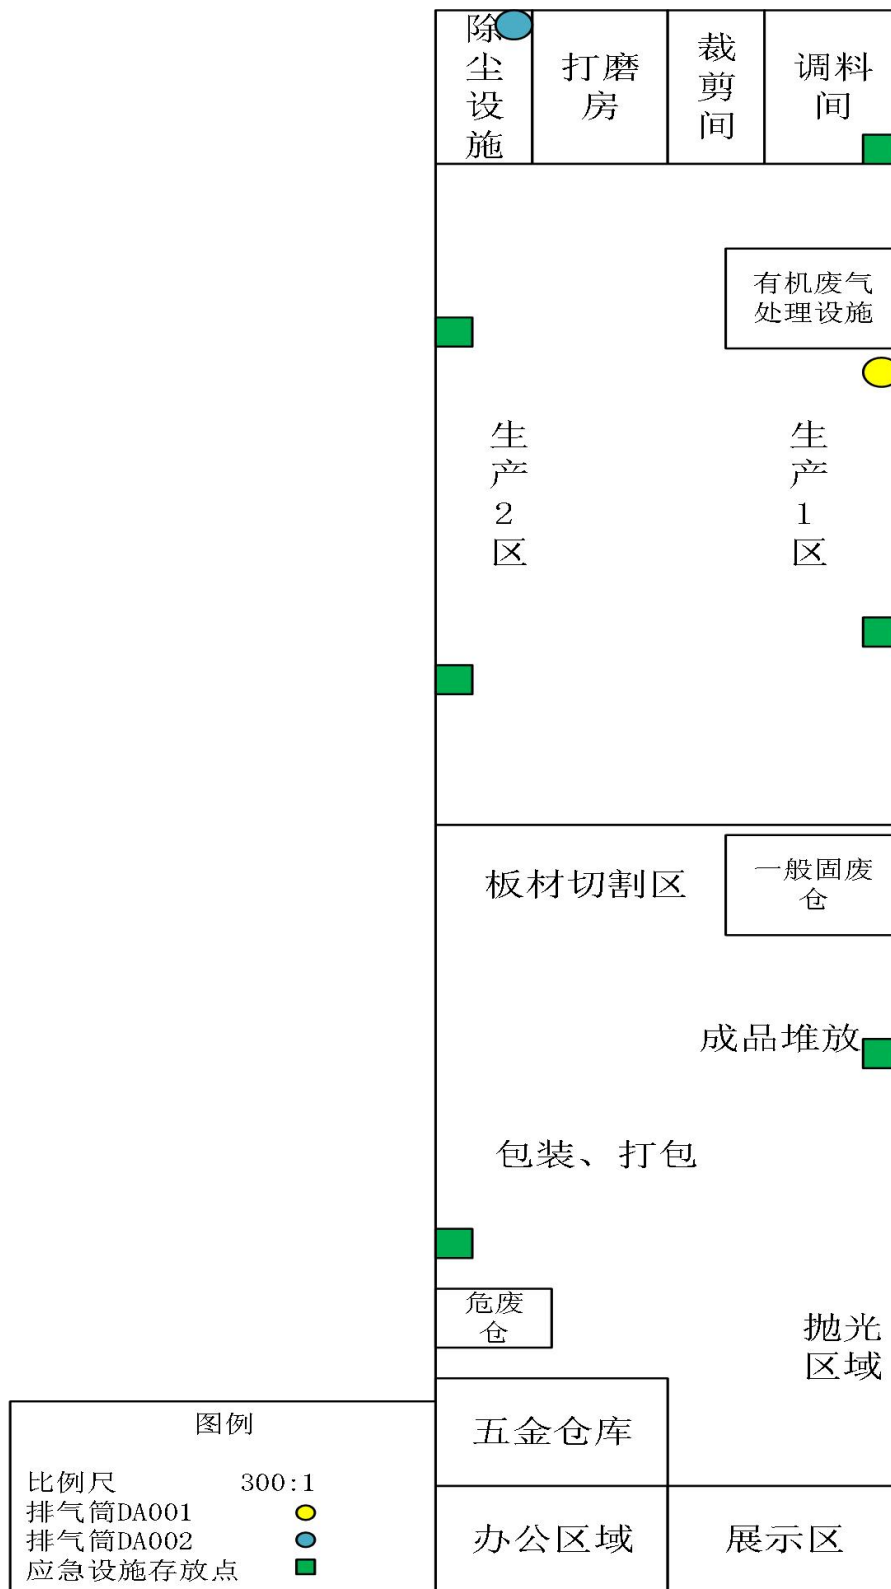 除
尘
设
施
打磨
房
裁
剪
间
调料
间
有机废气
处理设施
生
产
2
区
生
产
1
区
板材切割区
一般固废
仓
成品堆放
包装、打包
危废
仓
抛光
区域
五金仓库
办公区域
展示区
图例
比例尺 300:1
排气筒DA001
排气筒DA002
应急设施存放点